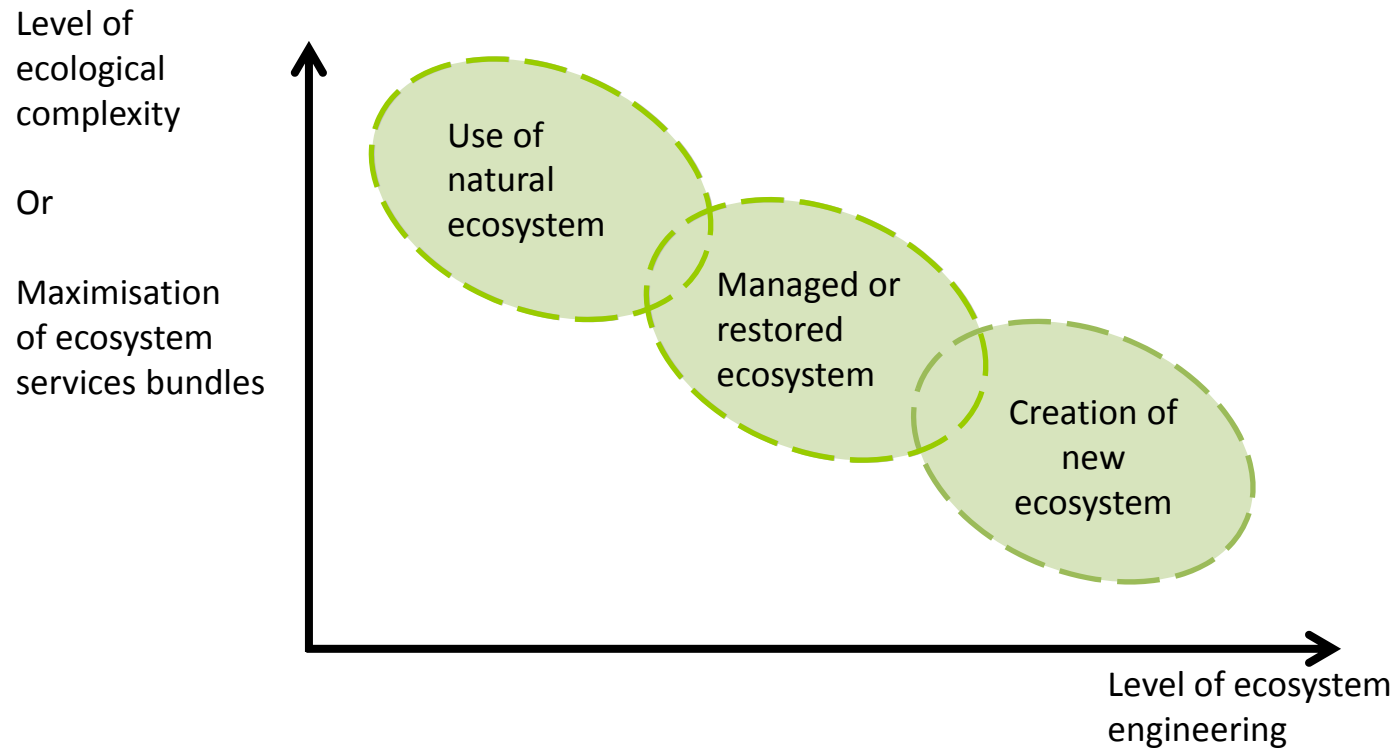 Level of
ecological
complexity
Or
Maximisation
of ecosystem
services bundles
Use of
natural
ecosystem
Managed or
restored
ecosystem
Creation of
new
ecosystem
Level of ecosystem
engineering